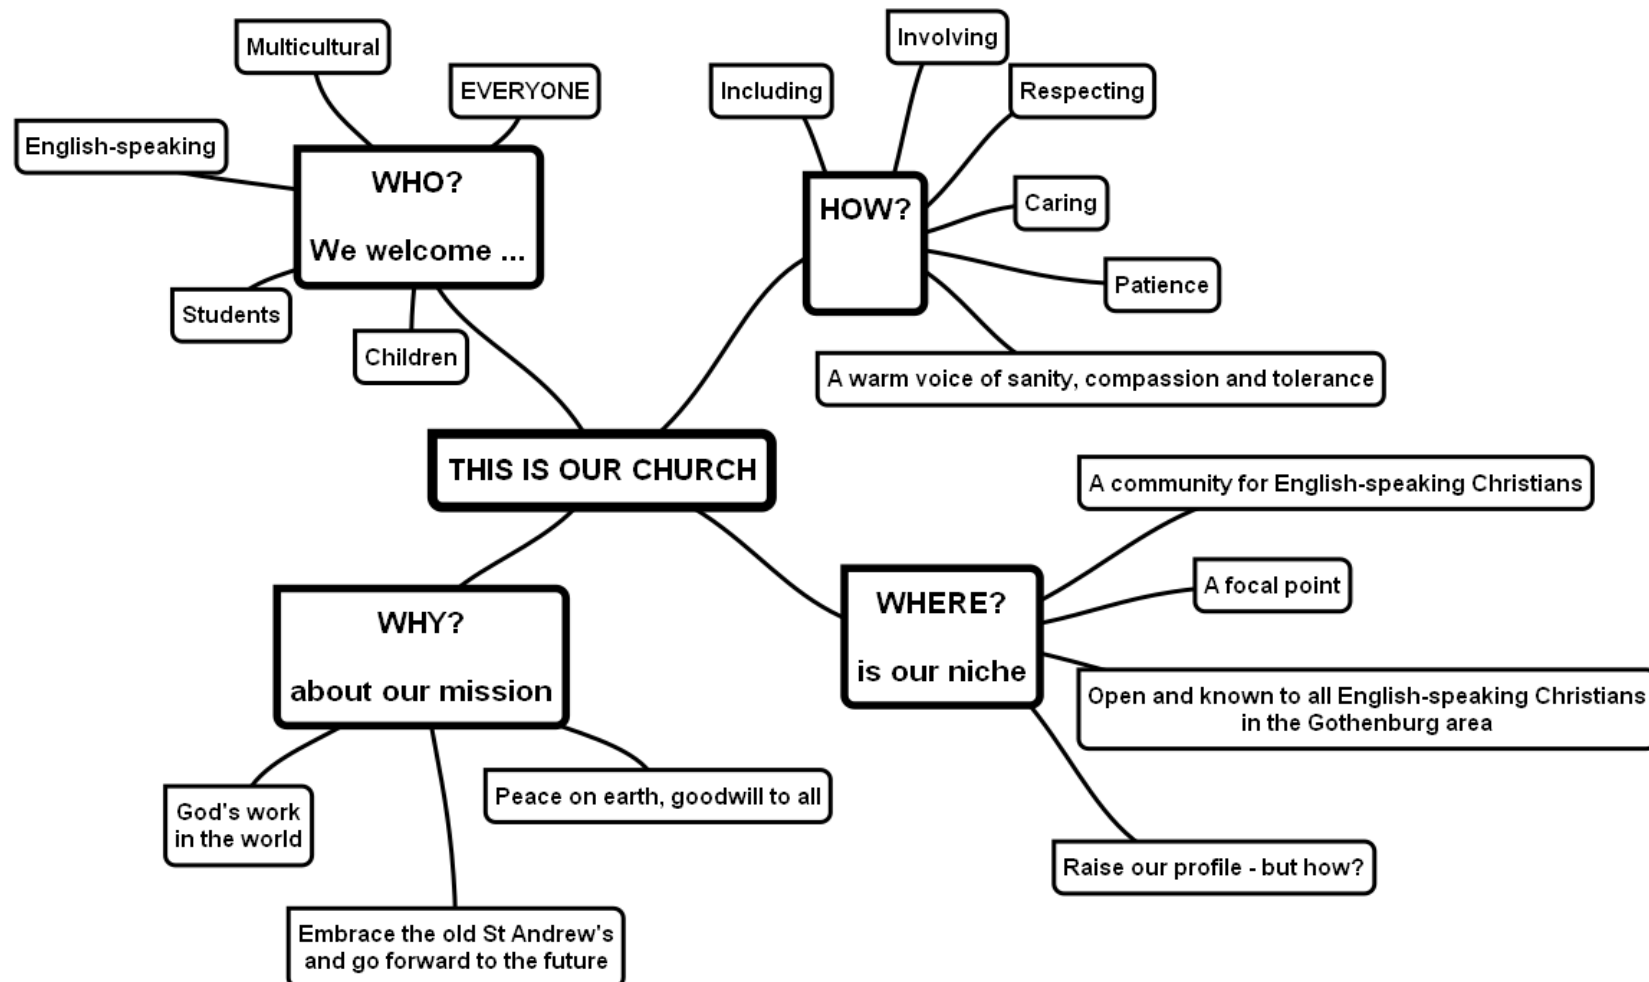 Multicultural
EVERYONE
English-speaking
WHO?
We welcome ...
Students
Children
Involving
Including
Respecting
HOW?
Caring
Patience
A warm voice of sanity, compassion and tolerance
THIS IS OUR CHURCH
A community for English-speaking Christians
WHERE?
is our niche
A focal point
Open and known to all English-speaking Christians
in the Gothenburg area
Raise our profile - but how?
WHY?
about our mission
God's work
in the world
Peace on earth, goodwill to all
Embrace the old St Andrew's
and go forward to the future